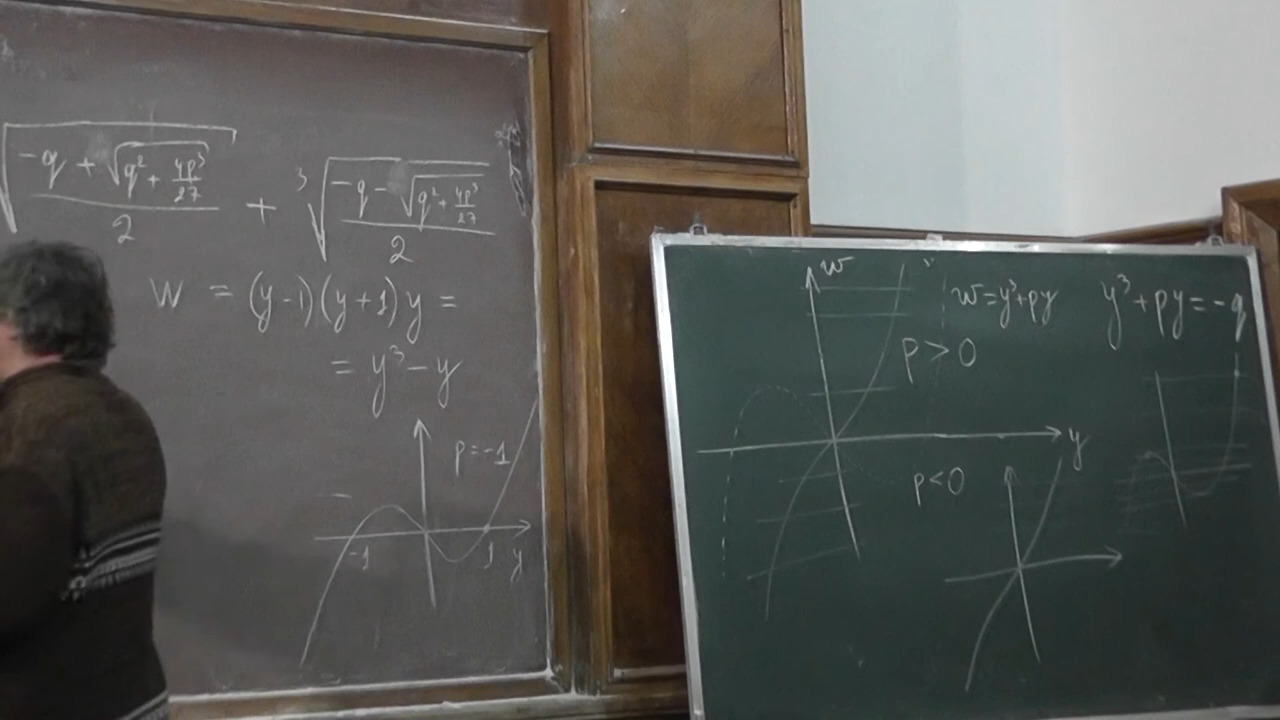 √((-q + √(q² + 4p³/27))/2) + ³√((-q - √(q² + 4p³/27))/2)
w = (y-1)(y+1)y =
= y³ - y
p = -1
-1 1 y
w
w = y³ + py
y³ + py = -q
p > 0
y
p < 0